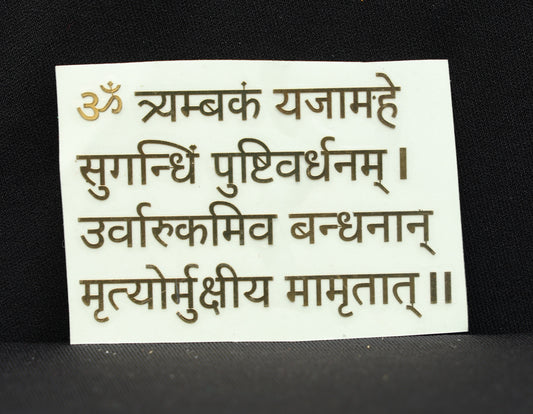 ॐ त्र्यम्बकं यजामहे
सुगन्धिं पुष्टिवर्धनम् ।
उर्वारुकमिव बन्धनान्
मृत्योर्मुक्षीय मामृतात् ॥